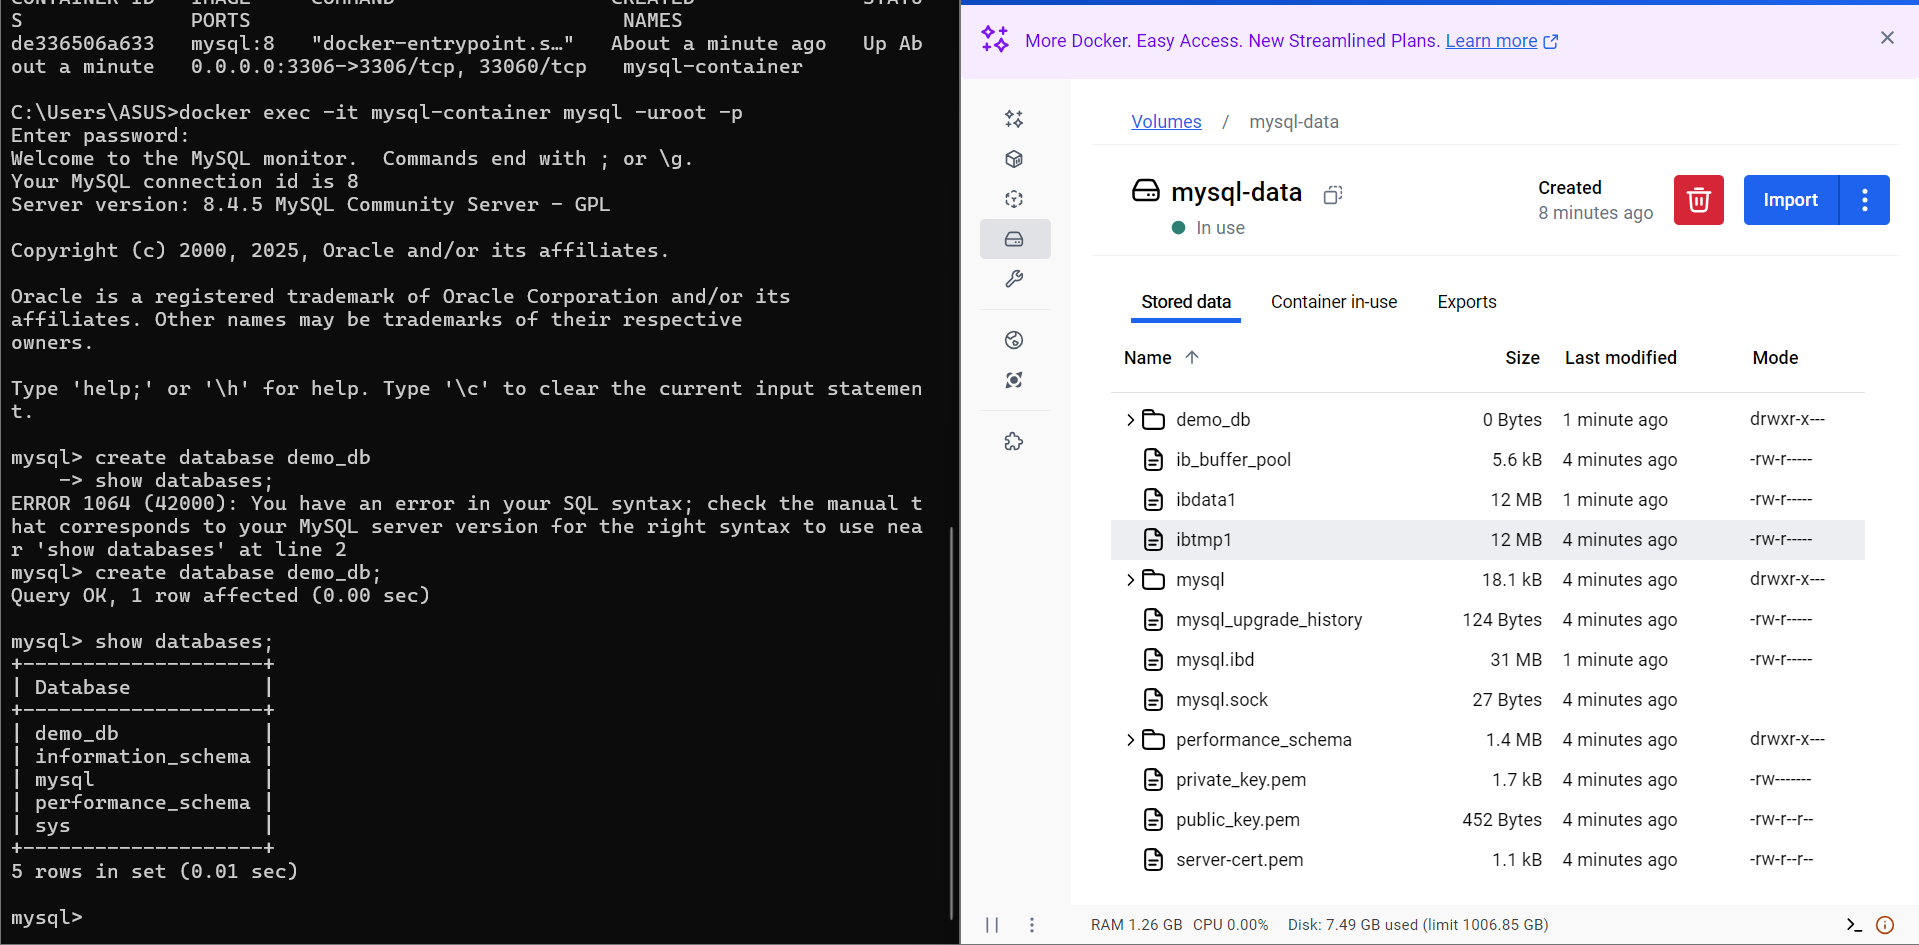 CONTAINER ID   IMAGE     COMMAND                  CREATED              STATU
S              PORTS                               NAMES
de336506a633   mysql:8   "docker-entrypoint.s…"   About a minute ago   Up Ab
out a minute   0.0.0.0:3306->3306/tcp, 33060/tcp   mysql-container
C:\Users\ASUS>docker exec -it mysql-container mysql -uroot -p
Enter password:
Welcome to the MySQL monitor.  Commands end with ; or \g.
Your MySQL connection id is 8
Server version: 8.4.5 MySQL Community Server - GPL
Copyright (c) 2000, 2025, Oracle and/or its affiliates.
Oracle is a registered trademark of Oracle Corporation and/or its
affiliates. Other names may be trademarks of their respective
owners.
Type 'help;' or '\h' for help. Type '\c' to clear the current input statemen
t.
mysql> create database demo_db
    -> show databases;
ERROR 1064 (42000): You have an error in your SQL syntax; check the manual t
hat corresponds to your MySQL server version for the right syntax to use nea
r 'show databases' at line 2
mysql> create database demo_db;
Query OK, 1 row affected (0.00 sec)
mysql> show databases;
+--------------------+
| Database           |
+--------------------+
| demo_db            |
| information_schema |
| mysql              |
| performance_schema |
| sys                |
+--------------------+
5 rows in set (0.01 sec)
mysql>
More Docker. Easy Access. New Streamlined Plans. Learn more
Volumes / mysql-data
mysql-data
In use
Created
8 minutes ago
Import
Stored data Container in-use Exports
Name Size Last modified Mode
demo_db 0 Bytes 1 minute ago drwxr-x---
ib_buffer_pool 5.6 kB 4 minutes ago -rw-r-----
ibdata1 12 MB 1 minute ago -rw-r-----
ibtmp1 12 MB 4 minutes ago -rw-r-----
mysql 18.1 kB 4 minutes ago drwxr-x---
mysql_upgrade_history 124 Bytes 4 minutes ago -rw-r-----
mysql.ibd 31 MB 1 minute ago -rw-r-----
mysql.sock 27 Bytes 4 minutes ago
performance_schema 1.4 MB 4 minutes ago drwxr-x---
private_key.pem 1.7 kB 4 minutes ago -rw-------
public_key.pem 452 Bytes 4 minutes ago -rw-r--r--
server-cert.pem 1.1 kB 4 minutes ago -rw-r--r--
RAM 1.26 GB CPU 0.00% Disk: 7.49 GB used (limit 1006.85 GB)